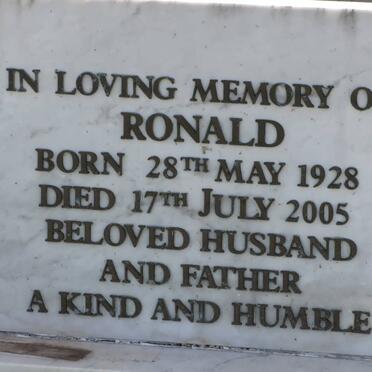 IN LOVING MEMORY O
RONALD
BORN 28TH MAY 1928
DIED 17TH JULY 2005
BELOVED HUSBAND
AND FATHER
A KIND AND HUMBLE